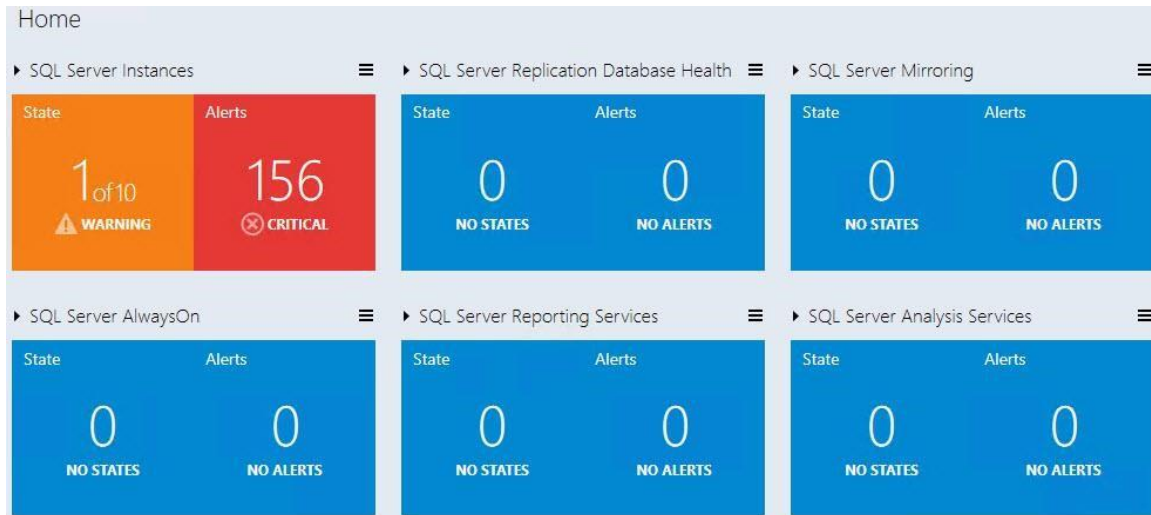 Home
SQL Server Instances
State
Alerts
1 of 10
WARNING
156
CRITICAL
SQL Server Replication Database Health
State
Alerts
0
NO STATES
0
NO ALERTS
SQL Server Mirroring
State
Alerts
0
NO STATES
0
NO ALERTS
SQL Server AlwaysOn
State
Alerts
0
NO STATES
0
NO ALERTS
SQL Server Reporting Services
State
Alerts
0
NO STATES
0
NO ALERTS
SQL Server Analysis Services
State
Alerts
0
NO STATES
0
NO ALERTS